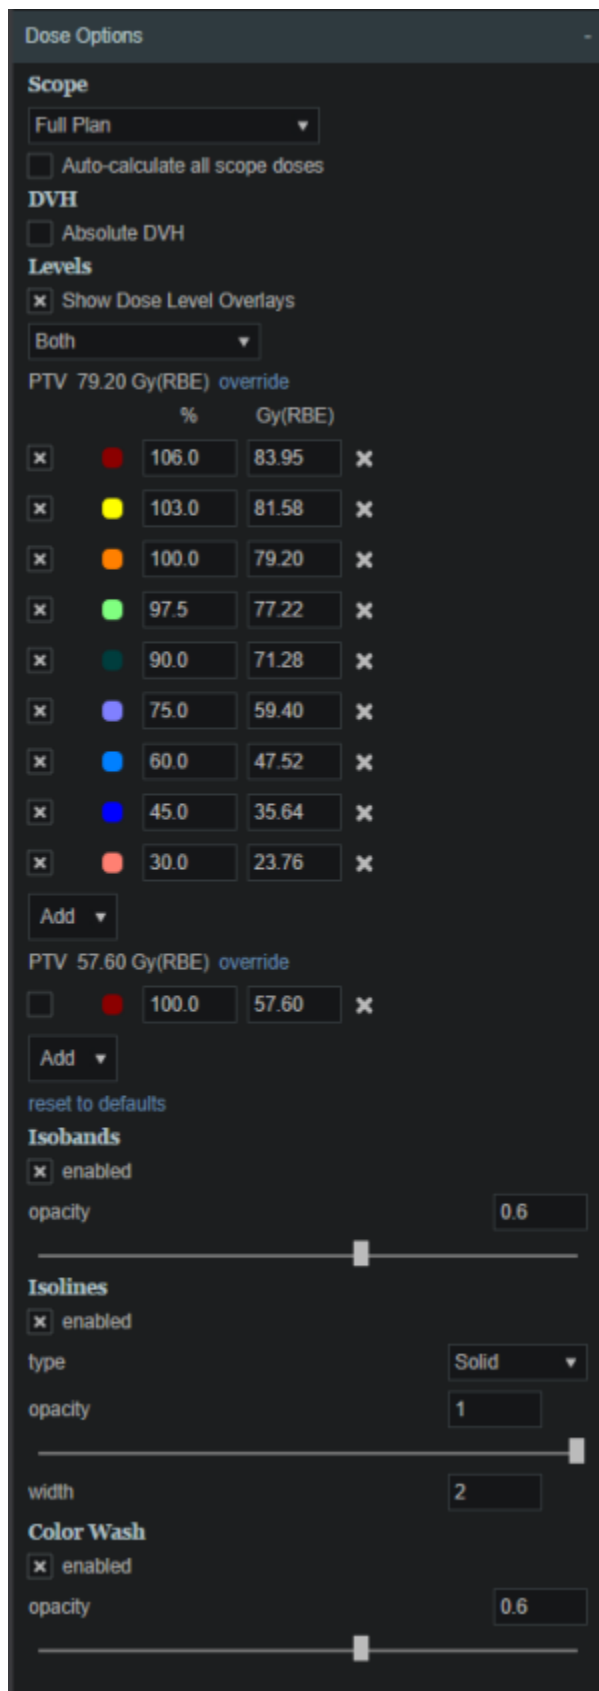 Dose Options -
Scope
Full Plan
Auto-calculate all scope doses
DVH
Absolute DVH
Levels
Show Dose Level Overlays
Both
PTV 79.20 Gy(RBE) override
% Gy(RBE)
106.0 83.95
103.0 81.58
100.0 79.20
97.5 77.22
90.0 71.28
75.0 59.40
60.0 47.52
45.0 35.64
30.0 23.76
Add
PTV 57.60 Gy(RBE) override
100.0 57.60
Add
reset to defaults
Isobands
enabled
opacity 0.6
Isolines
enabled
type Solid
opacity 1
width 2
Color Wash
enabled
opacity 0.6